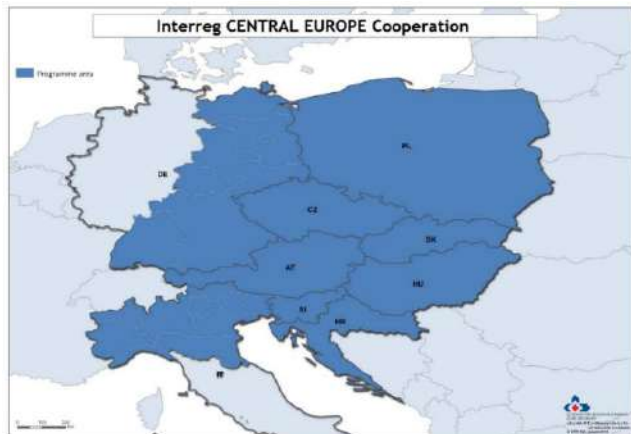 Interreg CENTRAL EUROPE Cooperation
Programme area
DE
PL
CZ
SK
AT
HU
SI
HR
IT